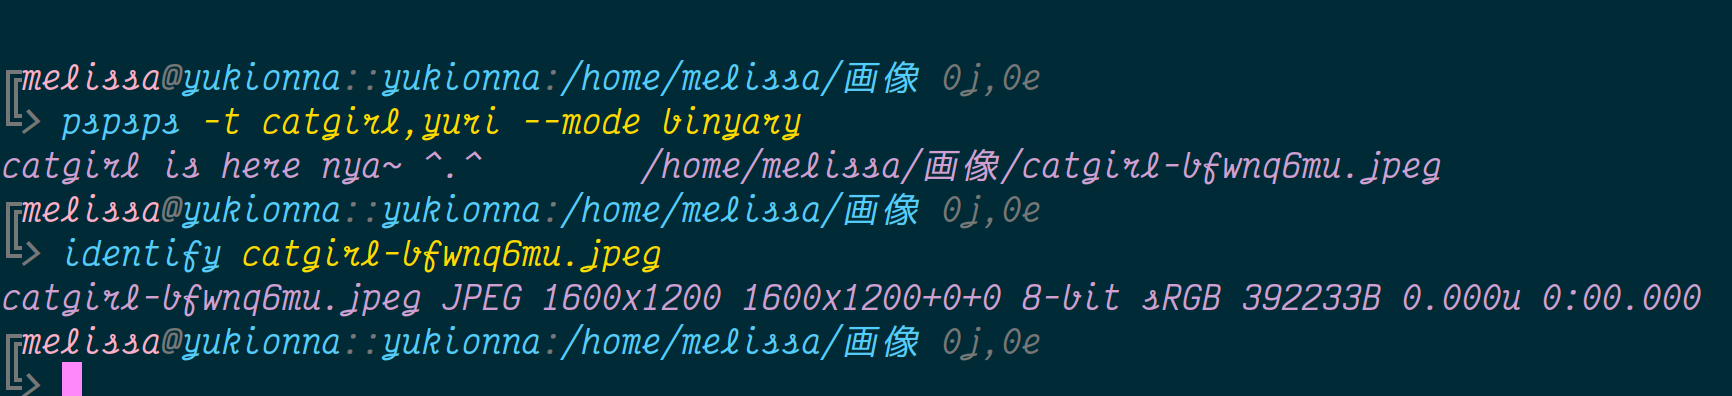 melissa@yukionna::yukionna:/home/melissa/画像 0j,0e
> pspsps -t catgirl,yuri --mode binyary
catgirl is here nya~ ^.^        /home/melissa/画像/catgirl-bfwnq6mu.jpeg
melissa@yukionna::yukionna:/home/melissa/画像 0j,0e
> identify catgirl-bfwnq6mu.jpeg
catgirl-bfwnq6mu.jpeg JPEG 1600x1200 1600x1200+0+0 8-bit sRGB 392233B 0.000u 0:00.000
melissa@yukionna::yukionna:/home/melissa/画像 0j,0e
>